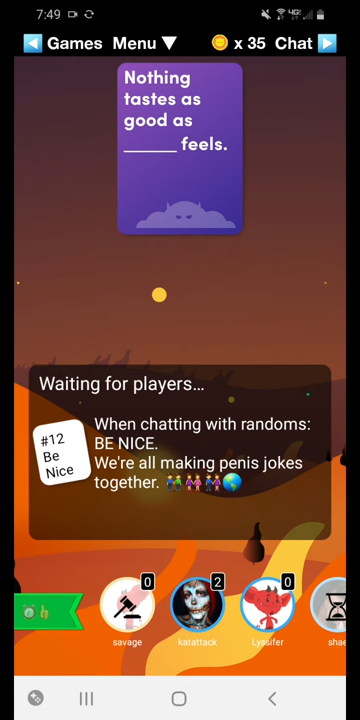 7:49
Games Menu ▼ x 35 Chat
Nothing
tastes as
good as
______ feels.
Waiting for players…
#12
Be
Nice
When chatting with randoms:
BE NICE.
We're all making penis jokes
together. 👫👭👬🌎
0 2 0
savage katattack Lyssifer shae